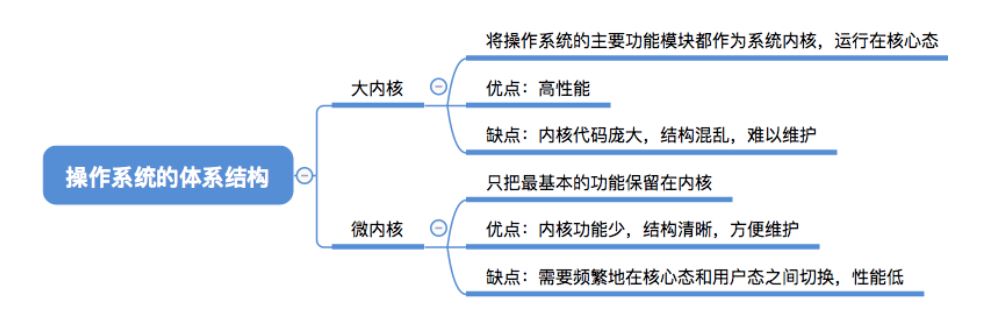 操作系统的体系结构
大内核
将操作系统的主要功能模块都作为系统内核，运行在核心态
优点：高性能
缺点：内核代码庞大，结构混乱，难以维护
微内核
只把最基本的功能保留在内核
优点：内核功能少，结构清晰，方便维护
缺点：需要频繁地在核心态和用户态之间切换，性能低